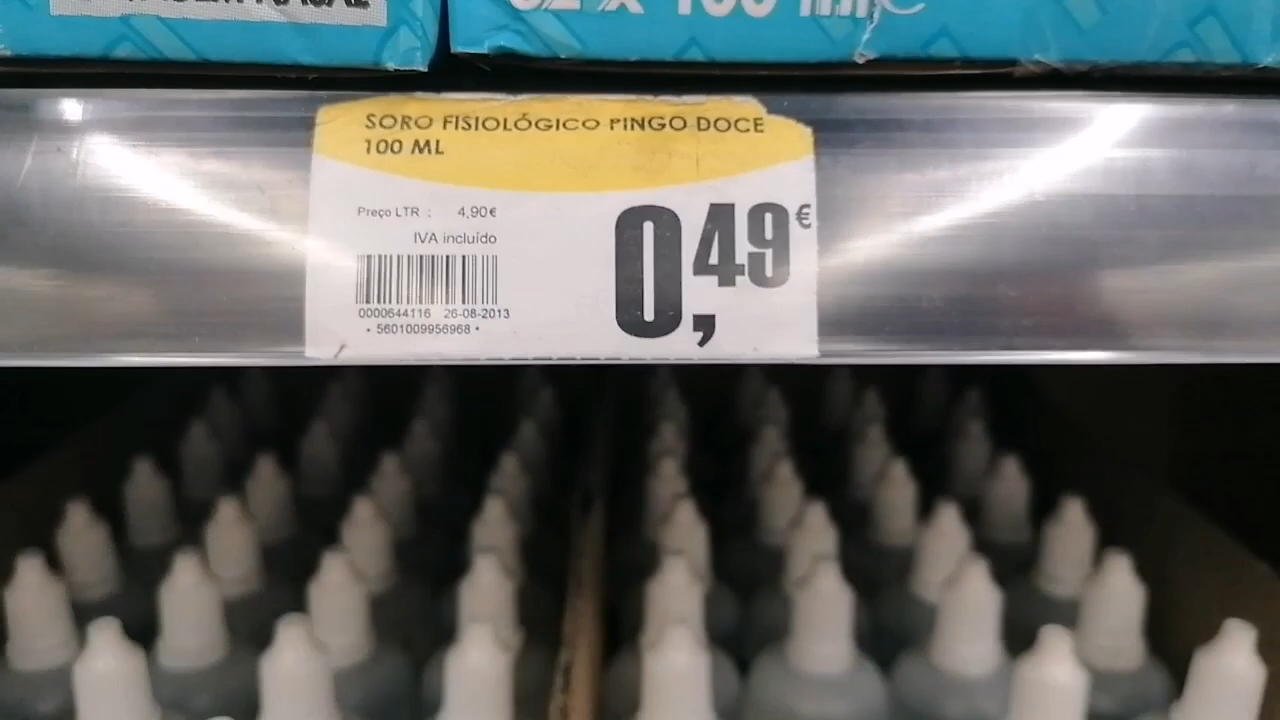 SORO FISIOLÓGICO PINGO DOCE
100 ML
Preço LTR : 4,90€
IVA incluído
0,49€
0000644116 26-08-2013
• 5601009956968 •